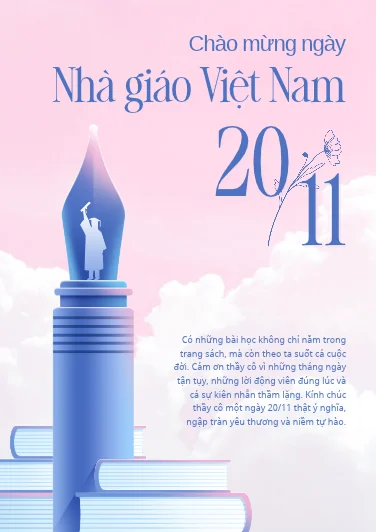 Chào mừng ngày
Nhà giáo Việt Nam
20/11
Có những bài học không chỉ nằm trong
trang sách, mà còn theo ta suốt cả cuộc
đời. Cảm ơn thầy cô vì những tháng ngày
tận tụy, những lời động viên đúng lúc và
cả sự kiên nhẫn thầm lặng. Kính chúc
thầy cô một ngày 20/11 thật ý nghĩa,
ngập tràn yêu thương và niềm tự hào.